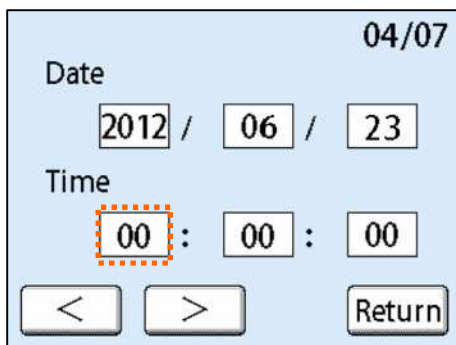 04/07
Date
2012 / 06 / 23
Time
00 : 00 : 00
< > Return